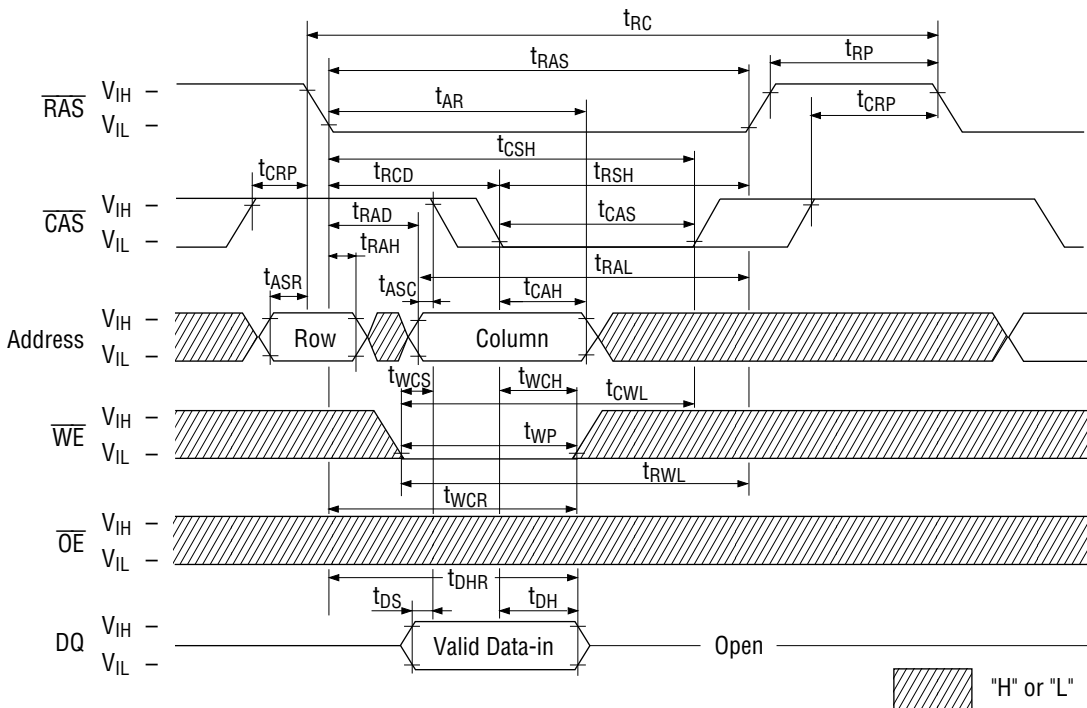 tRC
tRP
tRAS
RAS
VIH
VIL
tAR
tCRP
tCSH
tCRP
tRCD
tRSH
CAS
VIH
VIL
tCAS
tRAD
tRAH
tRAL
tASR
tASC
tCAH
Address
VIH
VIL
Row
Column
tWCS
tWCH
tCWL
WE
VIH
VIL
tWP
tRWL
tWCR
OE
VIH
VIL
tDHR
tDS
tDH
DQ
VIH
VIL
Valid Data-in
Open
"H" or "L"